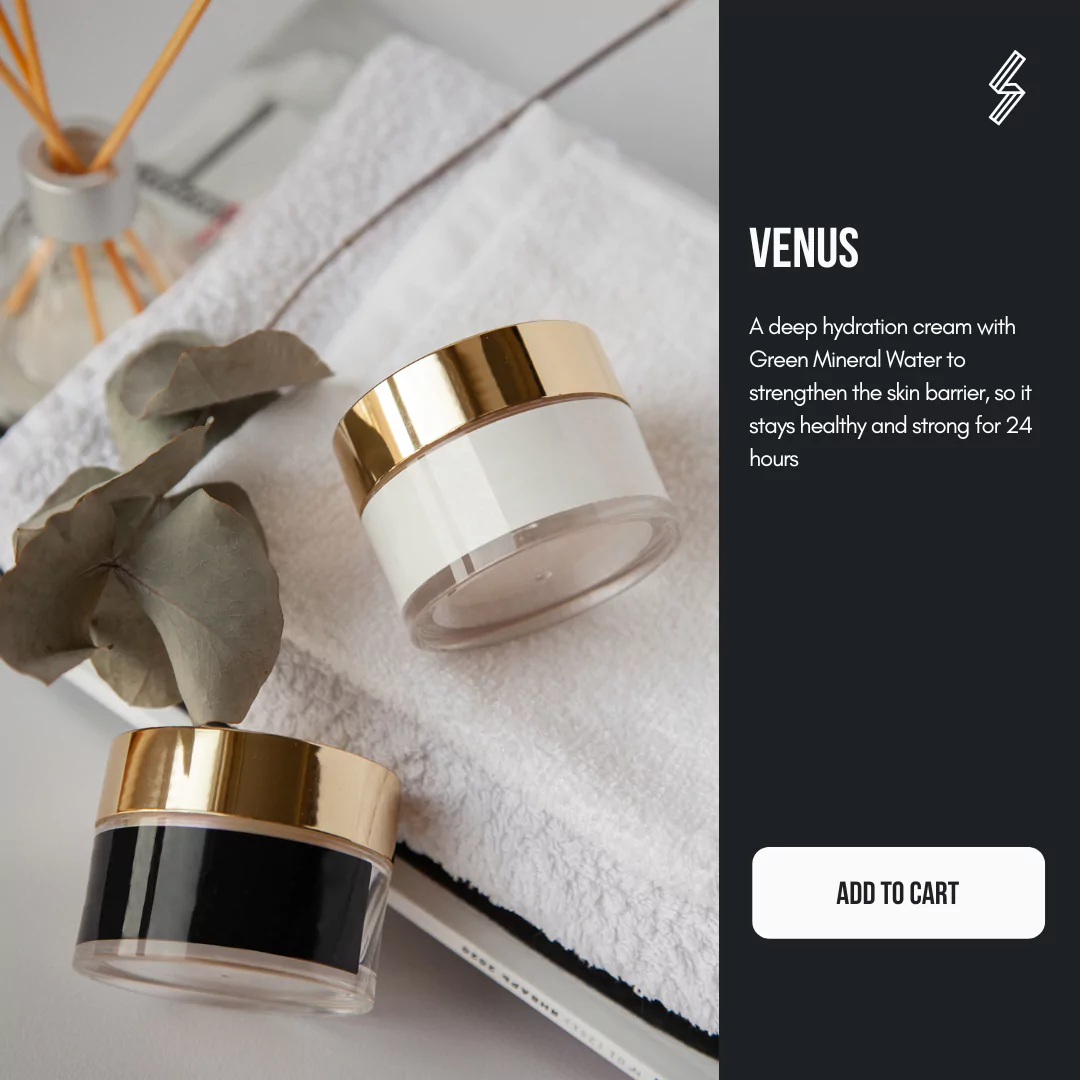 VENUS
A deep hydration cream with
Green Mineral Water to
strengthen the skin barrier, so it
stays healthy and strong for 24
hours
ADD TO CART